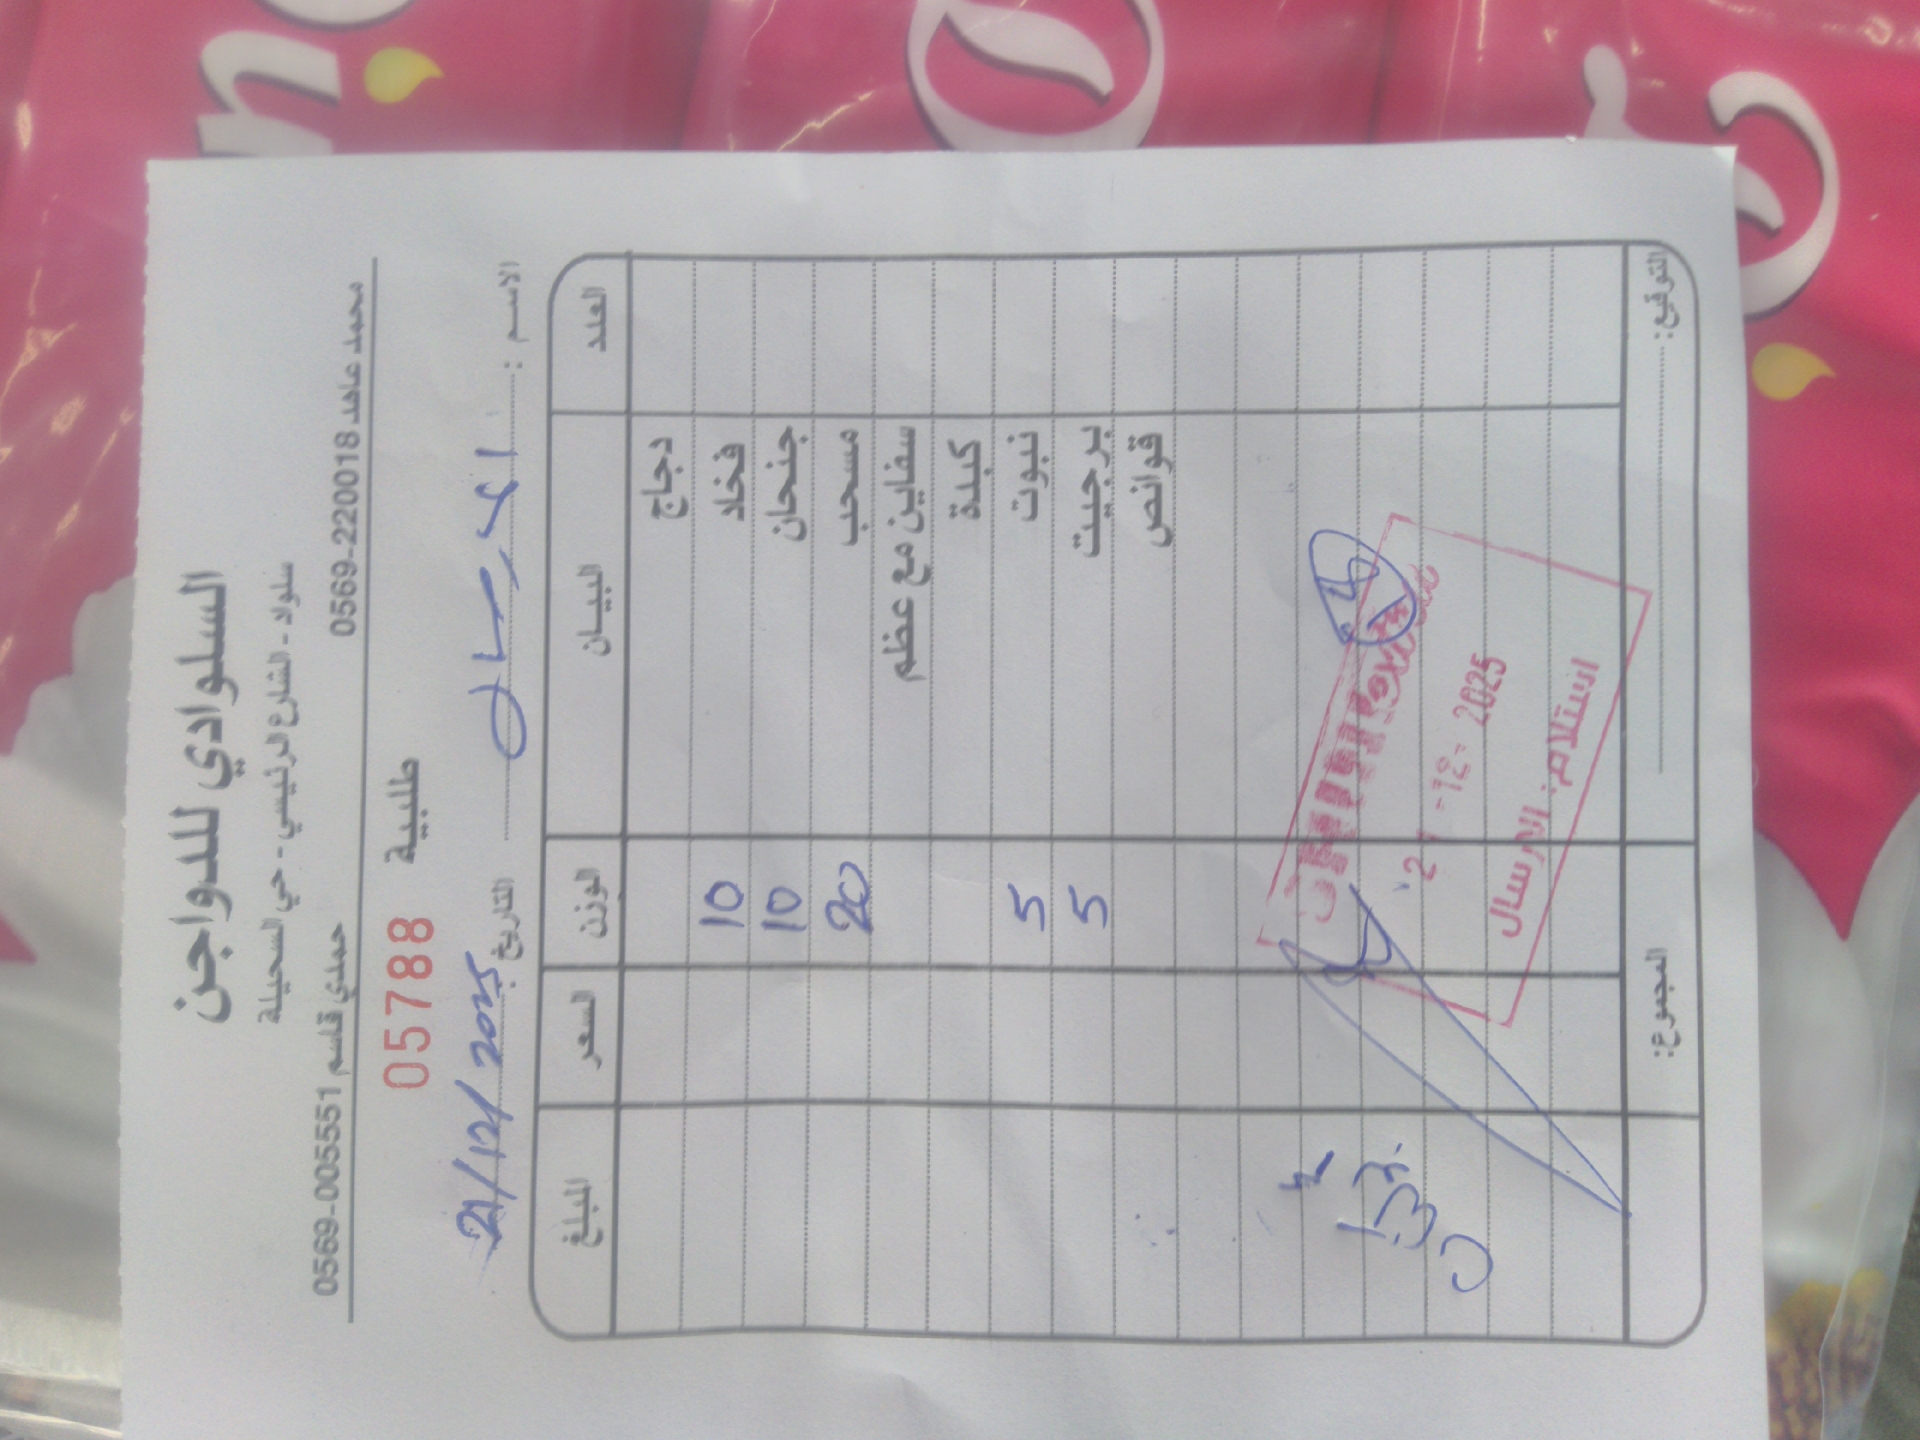 السلوادي للدواجن
سلواد - الشارع الرئيسي - حي السحيلة
محمد عاهد 0569-220018 حمدي قاسم 0569-005551
طلبية 05788
الاسم : التاريخ 21/12/2025
العدد البيان الوزن السعر المبلغ
دجاج
فخاد 10
جنحان 10
مسحب 20
سفاين مع عظم
كبدة
نبوت 5
برجيت 5
قوانص
21 -12- 2025
استلام: الارسال
التوقيع: المجموع: